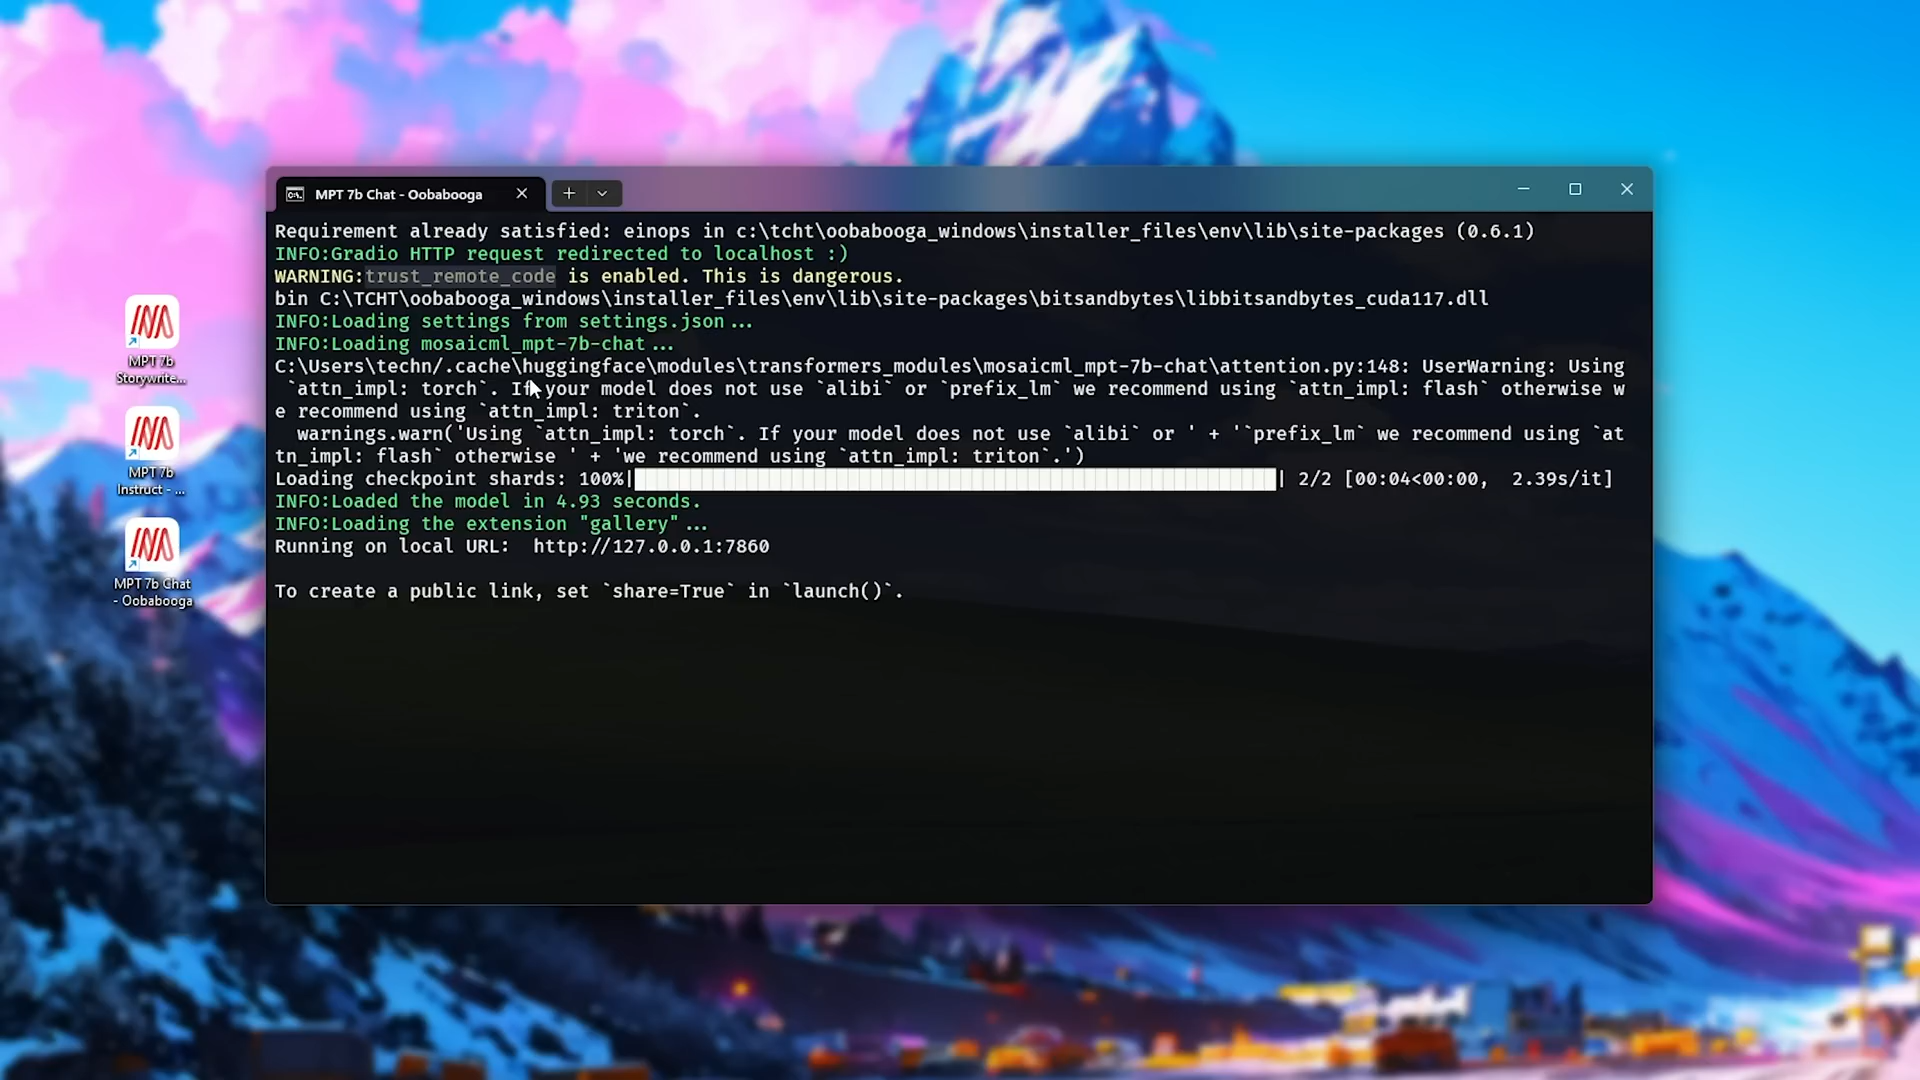 MPT 7b Chat - Oobabooga
Requirement already satisfied: einops in c:\tcht\oobabooga_windows\installer_files\env\lib\site-packages (0.6.1)
INFO:Gradio HTTP request redirected to localhost :)
WARNING:trust_remote_code is enabled. This is dangerous.
bin C:\TCHT\oobabooga_windows\installer_files\env\lib\site-packages\bitsandbytes\libbitsandbytes_cuda117.dll
INFO:Loading settings from settings.json...
INFO:Loading mosaicml_mpt-7b-chat...
C:\Users\techn/.cache\huggingface\modules\transformers_modules\mosaicml_mpt-7b-chat\attention.py:148: UserWarning: Using
`attn_impl: torch`. If your model does not use `alibi` or `prefix_lm` we recommend using `attn_impl: flash` otherwise w
e recommend using `attn_impl: triton`.
warnings.warn('Using `attn_impl: torch`. If your model does not use `alibi` or ' + '`prefix_lm` we recommend using `at
tn_impl: flash` otherwise ' + 'we recommend using `attn_impl: triton`.')
Loading checkpoint shards: 100%| | 2/2 [00:04<00:00, 2.39s/it]
INFO:Loaded the model in 4.93 seconds.
INFO:Loading the extension "gallery"...
Running on local URL: http://127.0.0.1:7860
To create a public link, set `share=True` in `launch()`.
MPT 7b
Storywrite...
MPT 7b
Instruct - ...
MPT 7b Chat
- Oobabooga